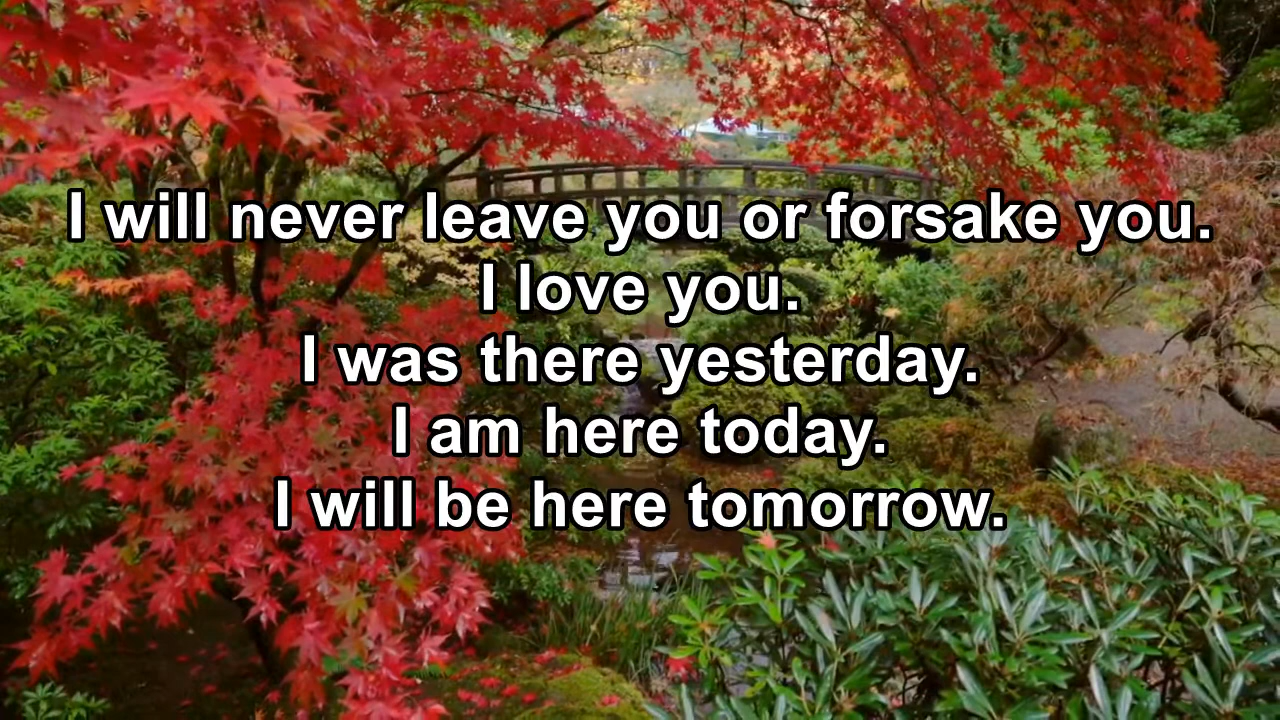 I will never leave you or forsake you.
I love you.
I was there yesterday.
I am here today.
I will be here tomorrow.